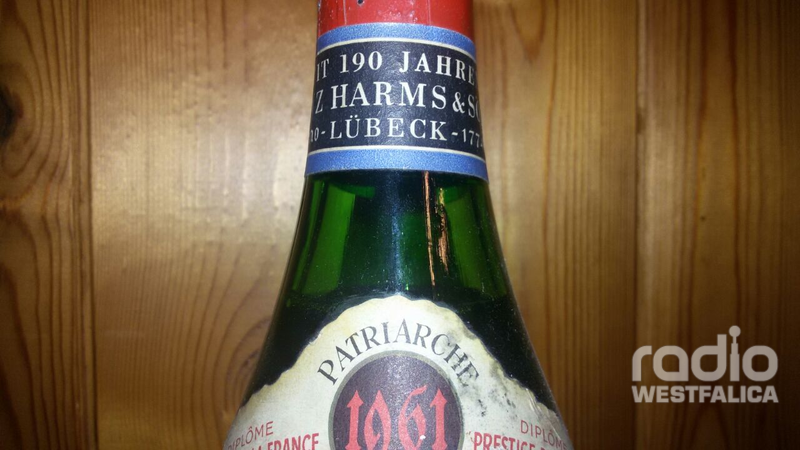 190 JAHRE
HARMS &
-LÜBECK-
PATRIARCHE
1961
DIPLÔME
FRANCE
DIPLÔME
PRESTIGE
radio
WESTFALICA